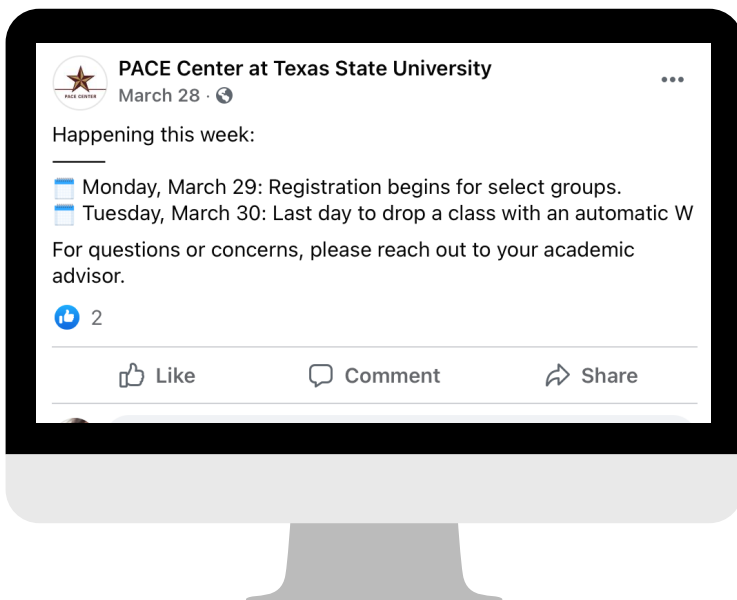 PACE Center at Texas State University
PACE CENTER
March 28 ·
Happening this week:
Monday, March 29: Registration begins for select groups.
Tuesday, March 30: Last day to drop a class with an automatic W
For questions or concerns, please reach out to your academic
advisor.
2
Like Comment Share